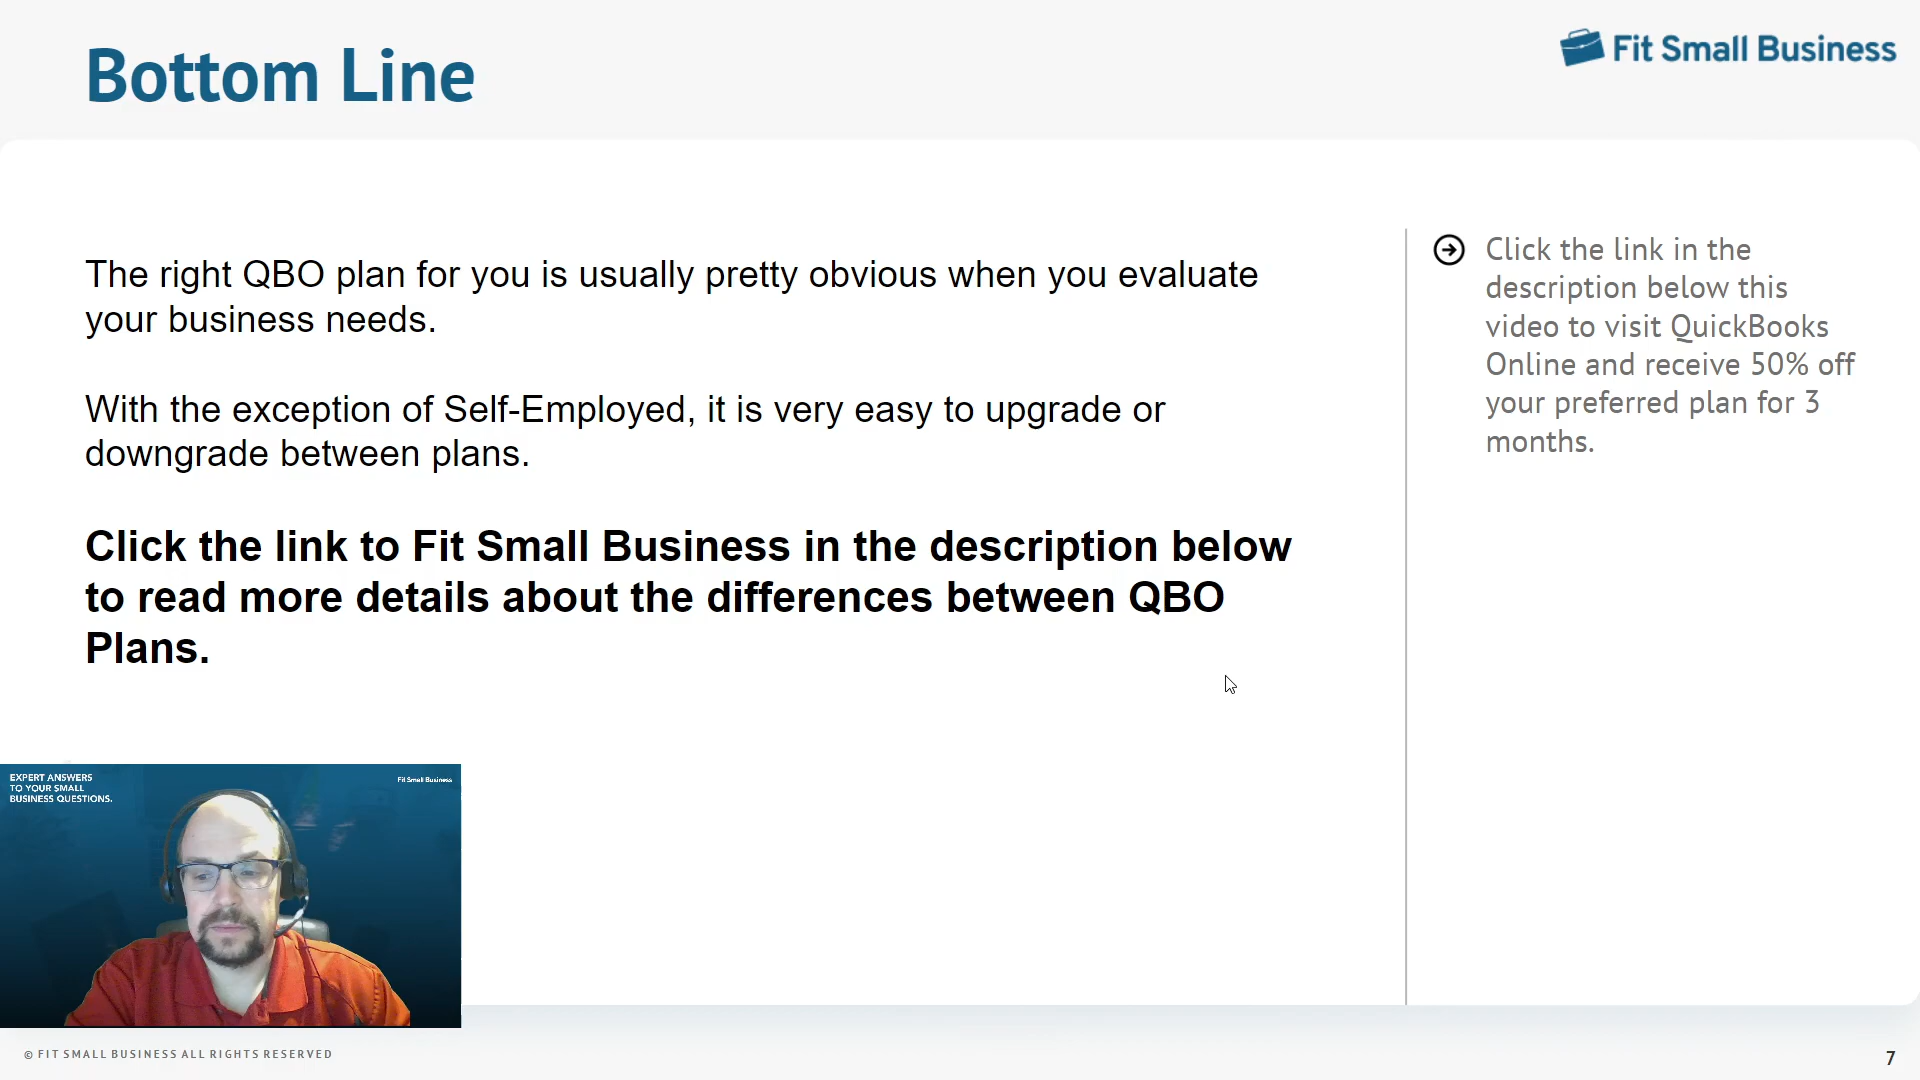 Bottom Line
Fit Small Business
The right QBO plan for you is usually pretty obvious when you evaluate
your business needs.
With the exception of Self-Employed, it is very easy to upgrade or
downgrade between plans.
Click the link to Fit Small Business in the description below
to read more details about the differences between QBO
Plans.
Click the link in the
description below this
video to visit QuickBooks
Online and receive 50% off
your preferred plan for 3
months.
EXPERT ANSWERS
TO YOUR SMALL
BUSINESS QUESTIONS.
Fit Small Business
© FIT SMALL BUSINESS ALL RIGHTS RESERVED
7